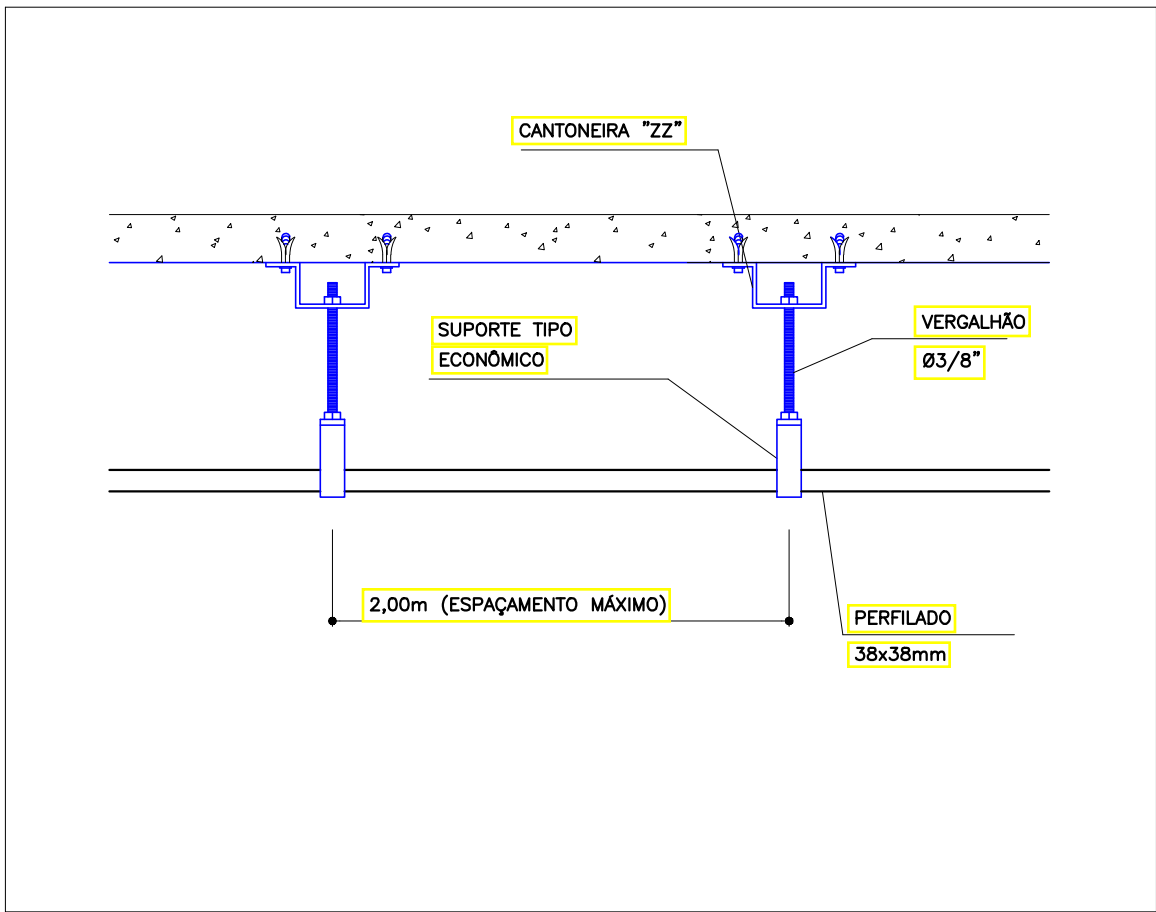 CANTONEIRA "ZZ"
SUPORTE TIPO
ECONÔMICO
VERGALHÃO
Ø3/8"
2,00m (ESPAÇAMENTO MÁXIMO)
PERFILADO
38x38mm